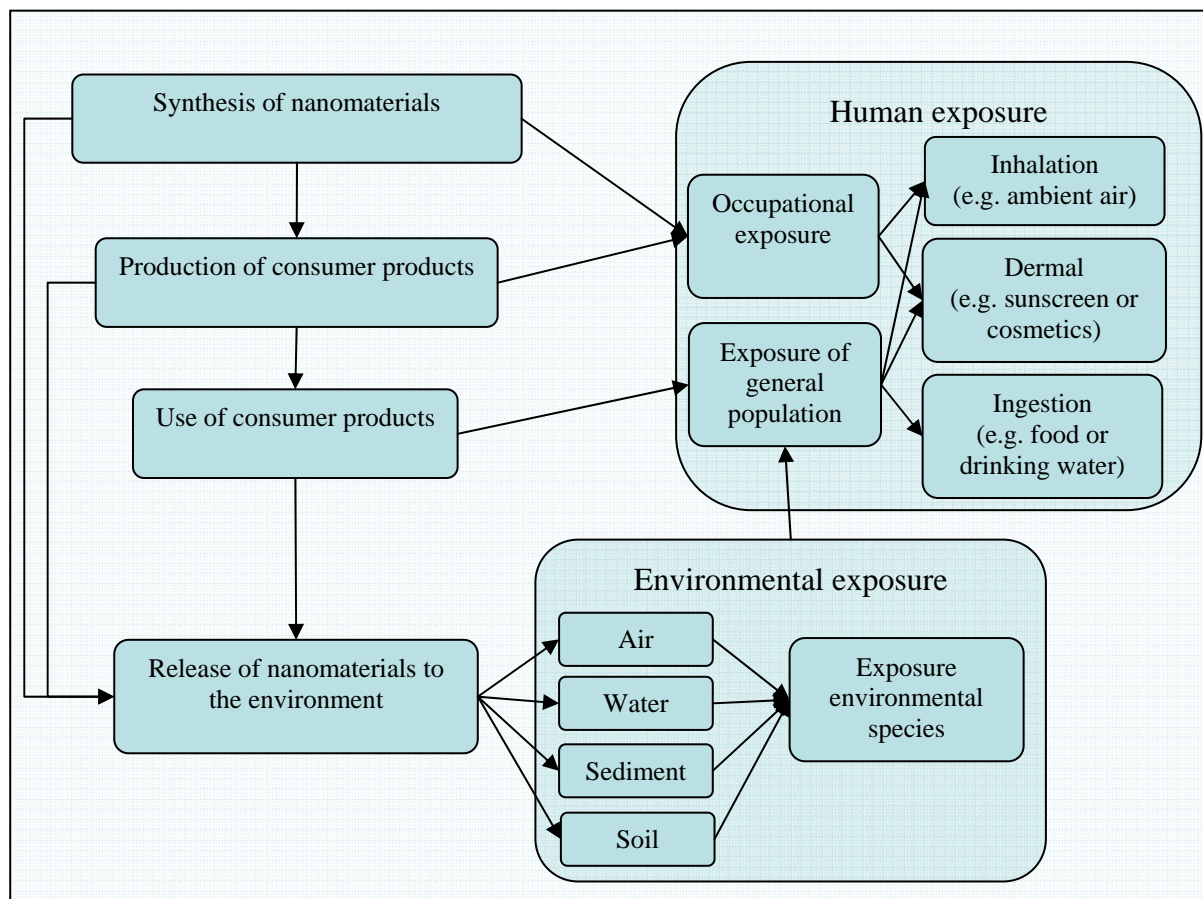 Synthesis of nanomaterials
Production of consumer products
Use of consumer products
Release of nanomaterials to
the environment
Human exposure
Occupational
exposure
Exposure of
general
population
Inhalation
(e.g. ambient air)
Dermal
(e.g. sunscreen or
cosmetics)
Ingestion
(e.g. food or
drinking water)
Environmental exposure
Air
Water
Sediment
Soil
Exposure
environmental
species